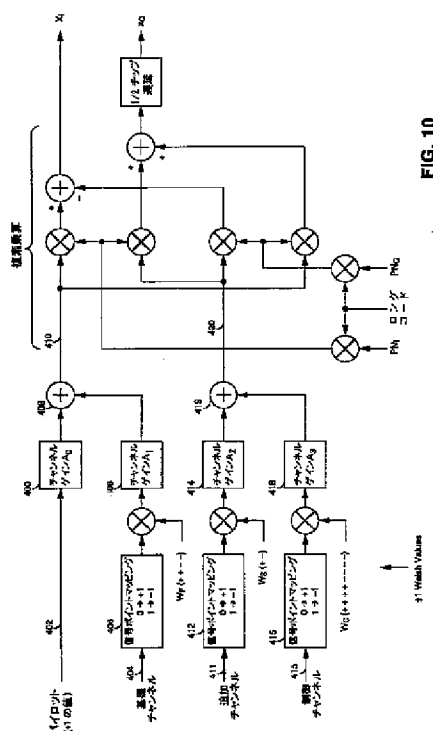 パイロット
(+1の値)
402
チャンネル
ゲインA0
400
408
410
基礎
チャンネル
404
信号ポイントマッピング
0→+1
1→-1
406
WF(++--)
チャンネル
ゲインA1
追加
チャンネル
411
信号ポイントマッピング
0→+1
1→-1
412
WS(+-)
チャンネル
ゲインA2
414
419
420
制御
チャンネル
415
信号ポイントマッピング
0→+1
1→-1
416
WC(++++----)
チャンネル
ゲインA3
418
±1 Walsh Values
複素乗算
+
-
+
+
PNI
ロング
コード
PNQ
1/2チップ
遅延
XI
XQ
FIG. 10